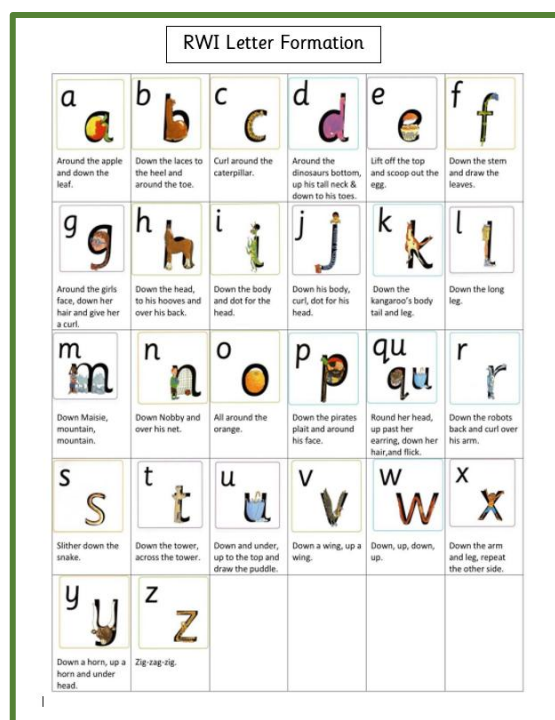 RWI Letter Formation
a
Around the apple
and down the
leaf.
b
Down the laces to
the heel and
around the toe.
c
Curl around the
caterpillar.
d
Around the
dinosaurs bottom,
up his tall neck &
down to his toes.
e
Lift off the top
and scoop out the
egg.
f
Down the stem
and draw the
leaves.
g
Around the girls
face, down her
hair and give her
a curl.
h
Down the head,
to his hooves and
over his back.
i
Down the body
and dot for the
head.
j
Down his body,
curl, dot for his
head.
k
Down the
kangaroo's body
tail and leg.
l
Down the long
leg.
m
Down Maisie,
mountain,
mountain.
n
Down Nobby and
over his net.
o
All around the
orange.
p
Down the pirates
plait and around
his face.
qu
Round her head,
up past her
earring, down her
hair,and flick.
r
Down the robots
back and curl over
his arm.
s
Slither down the
snake.
t
Down the tower,
across the tower.
u
Down and under,
up to the top and
draw the puddle.
v
Down a wing, up a
wing.
w
Down, up, down,
up.
x
Down the arm
and leg, repeat
the other side.
y
Down a horn, up a
horn and under
head.
z
Zig-zag-zig.